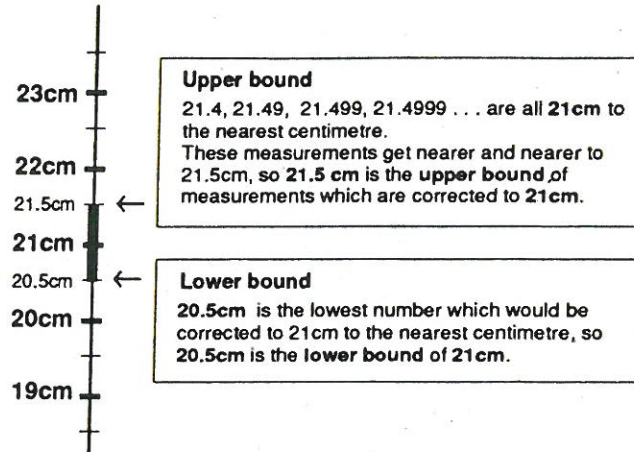 23cm
22cm
21.5cm
21cm
20.5cm
20cm
19cm
Upper bound
21.4, 21.49, 21.499, 21.4999 . . . are all 21cm to
the nearest centimetre.
These measurements get nearer and nearer to
21.5cm, so 21.5 cm is the upper bound of
measurements which are corrected to 21cm.
Lower bound
20.5cm is the lowest number which would be
corrected to 21cm to the nearest centimetre, so
20.5cm is the lower bound of 21cm.